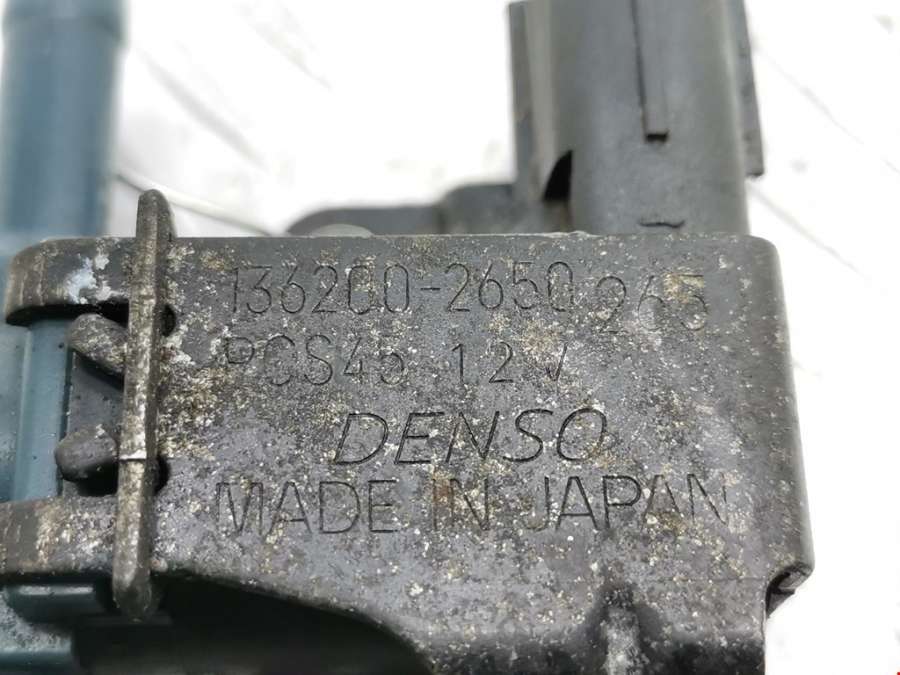 136200-2650 265
PCS45 12V
DENSO
MADE IN JAPAN